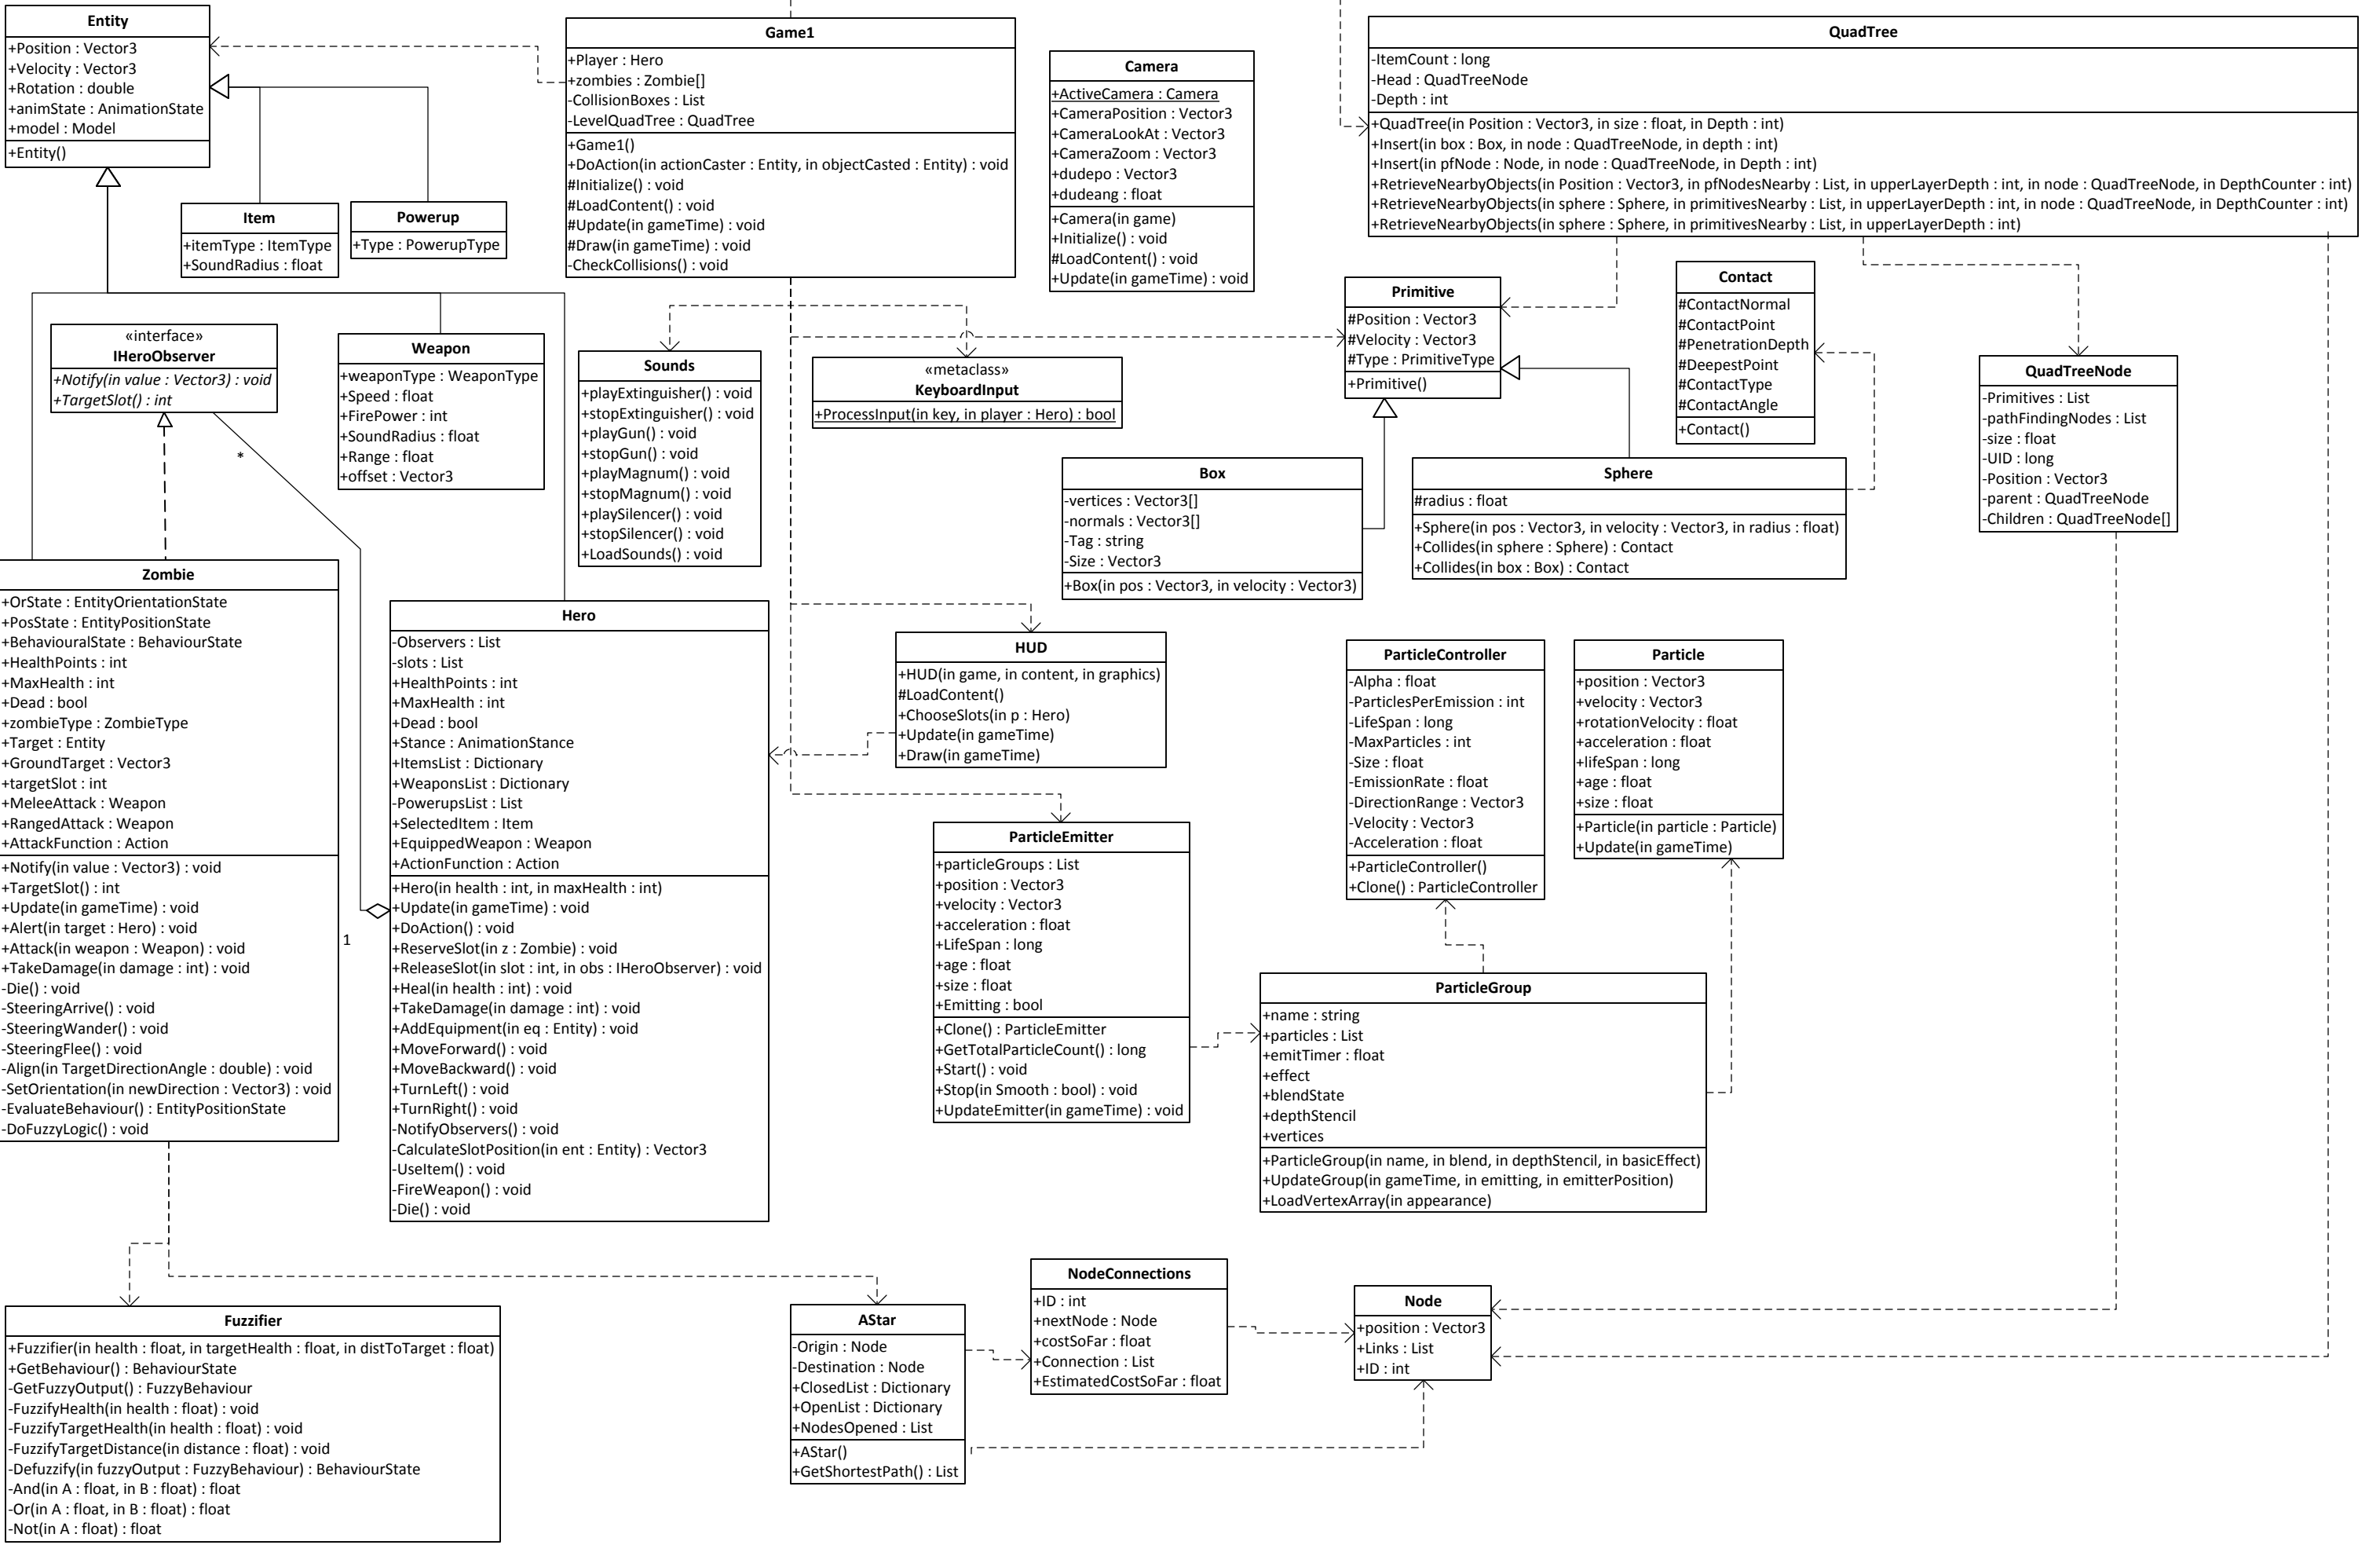 Entity
+Position : Vector3
+Velocity : Vector3
+Rotation : double
+animState : AnimationState
+model : Model
+Entity()
Game1
+Player : Hero
+zombies : Zombie[]
-CollisionBoxes : List
-LevelQuadTree : QuadTree
+Game1()
+DoAction(in actionCaster : Entity, in objectCasted : Entity) : void
#Initialize() : void
#LoadContent() : void
#Update(in gameTime) : void
#Draw(in gameTime) : void
-CheckCollisions() : void
Camera
+ActiveCamera : Camera
+CameraPosition : Vector3
+CameraLookAt : Vector3
+CameraZoom : Vector3
+dudepo : Vector3
+dudeang : float
+Camera(in game)
+Initialize() : void
#LoadContent() : void
+Update(in gameTime) : void
QuadTree
-ItemCount : long
-Head : QuadTreeNode
-Depth : int
+QuadTree(in Position : Vector3, in size : float, in Depth : int)
+Insert(in box : Box, in node : QuadTreeNode, in depth : int)
+Insert(in pfNode : Node, in node : QuadTreeNode, in Depth : int)
+RetrieveNearbyObjects(in Position : Vector3, in pfNodesNearby : List, in upperLayerDepth : int, in node : QuadTreeNode, in DepthCounter : int)
+RetrieveNearbyObjects(in sphere : Sphere, in primitivesNearby : List, in upperLayerDepth : int, in node : QuadTreeNode, in DepthCounter : int)
+RetrieveNearbyObjects(in sphere : Sphere, in primitivesNearby : List, in upperLayerDepth : int)
Item
+itemType : ItemType
+SoundRadius : float
Powerup
+Type : PowerupType
«interface»
IHeroObserver
+Notify(in value : Vector3) : void
+TargetSlot() : int
Weapon
+weaponType : WeaponType
+Speed : float
+FirePower : int
+SoundRadius : float
+Range : float
+offset : Vector3
Sounds
+playExtinguisher() : void
+stopExtinguisher() : void
+playGun() : void
+stopGun() : void
+playMagnum() : void
+stopMagnum() : void
+playSilencer() : void
+stopSilencer() : void
+LoadSounds() : void
«metaclass»
KeyboardInput
+ProcessInput(in key, in player : Hero) : bool
Primitive
#Position : Vector3
#Velocity : Vector3
#Type : PrimitiveType
+Primitive()
Contact
#ContactNormal
#ContactPoint
#PenetrationDepth
#DeepestPoint
#ContactType
#ContactAngle
+Contact()
QuadTreeNode
-Primitives : List
-pathFindingNodes : List
-size : float
-UID : long
-Position : Vector3
-parent : QuadTreeNode
-Children : QuadTreeNode[]
Box
-vertices : Vector3[]
-normals : Vector3[]
-Tag : string
-Size : Vector3
+Box(in pos : Vector3, in velocity : Vector3)
Sphere
#radius : float
+Sphere(in pos : Vector3, in velocity : Vector3, in radius : float)
+Collides(in sphere : Sphere) : Contact
+Collides(in box : Box) : Contact
*
1
Zombie
+OrState : EntityOrientationState
+PosState : EntityPositionState
+BehaviouralState : BehaviourState
+HealthPoints : int
+MaxHealth : int
+Dead : bool
+zombieType : ZombieType
+Target : Entity
+GroundTarget : Vector3
+targetSlot : int
+MeleeAttack : Weapon
+RangedAttack : Weapon
+AttackFunction : Action
+Notify(in value : Vector3) : void
+TargetSlot() : int
+Update(in gameTime) : void
+Alert(in target : Hero) : void
+Attack(in weapon : Weapon) : void
+TakeDamage(in damage : int) : void
-Die() : void
-SteeringArrive() : void
-SteeringWander() : void
-SteeringFlee() : void
-Align(in TargetDirectionAngle : double) : void
-SetOrientation(in newDirection : Vector3) : void
-EvaluateBehaviour() : EntityPositionState
-DoFuzzyLogic() : void
Hero
-Observers : List
-slots : List
+HealthPoints : int
+MaxHealth : int
+Dead : bool
+Stance : AnimationStance
+ItemsList : Dictionary
+WeaponsList : Dictionary
-PowerupsList : List
+SelectedItem : Item
+EquippedWeapon : Weapon
+ActionFunction : Action
+Hero(in health : int, in maxHealth : int)
+Update(in gameTime) : void
+DoAction() : void
+ReserveSlot(in z : Zombie) : void
+ReleaseSlot(in slot : int, in obs : IHeroObserver) : void
+Heal(in health : int) : void
+TakeDamage(in damage : int) : void
+AddEquipment(in eq : Entity) : void
+MoveForward() : void
+MoveBackward() : void
+TurnLeft() : void
+TurnRight() : void
-NotifyObservers() : void
-CalculateSlotPosition(in ent : Entity) : Vector3
-UseItem() : void
-FireWeapon() : void
-Die() : void
HUD
+HUD(in game, in content, in graphics)
#LoadContent()
+ChooseSlots(in p : Hero)
+Update(in gameTime)
+Draw(in gameTime)
ParticleController
-Alpha : float
-ParticlesPerEmission : int
-LifeSpan : long
-MaxParticles : int
-Size : float
-EmissionRate : float
-DirectionRange : Vector3
-Velocity : Vector3
-Acceleration : float
+ParticleController()
+Clone() : ParticleController
Particle
+position : Vector3
+velocity : Vector3
+rotationVelocity : float
+acceleration : float
+lifeSpan : long
+age : float
+size : float
+Particle(in particle : Particle)
+Update(in gameTime)
ParticleEmitter
+particleGroups : List
+position : Vector3
+velocity : Vector3
+acceleration : float
+LifeSpan : long
+age : float
+size : float
+Emitting : bool
+Clone() : ParticleEmitter
+GetTotalParticleCount() : long
+Start() : void
+Stop(in Smooth : bool) : void
+UpdateEmitter(in gameTime) : void
ParticleGroup
+name : string
+particles : List
+emitTimer : float
+effect
+blendState
+depthStencil
+vertices
+ParticleGroup(in name, in blend, in depthStencil, in basicEffect)
+UpdateGroup(in gameTime, in emitting, in emitterPosition)
+LoadVertexArray(in appearance)
Fuzzifier
+Fuzzifier(in health : float, in targetHealth : float, in distToTarget : float)
+GetBehaviour() : BehaviourState
-GetFuzzyOutput() : FuzzyBehaviour
-FuzzifyHealth(in health : float) : void
-FuzzifyTargetHealth(in health : float) : void
-FuzzifyTargetDistance(in distance : float) : void
-Defuzzify(in fuzzyOutput : FuzzyBehaviour) : BehaviourState
-And(in A : float, in B : float) : float
-Or(in A : float, in B : float) : float
-Not(in A : float) : float
AStar
-Origin : Node
-Destination : Node
+ClosedList : Dictionary
+OpenList : Dictionary
+NodesOpened : List
+AStar()
+GetShortestPath() : List
NodeConnections
+ID : int
+nextNode : Node
+costSoFar : float
+Connection : List
+EstimatedCostSoFar : float
Node
+position : Vector3
+Links : List
+ID : int